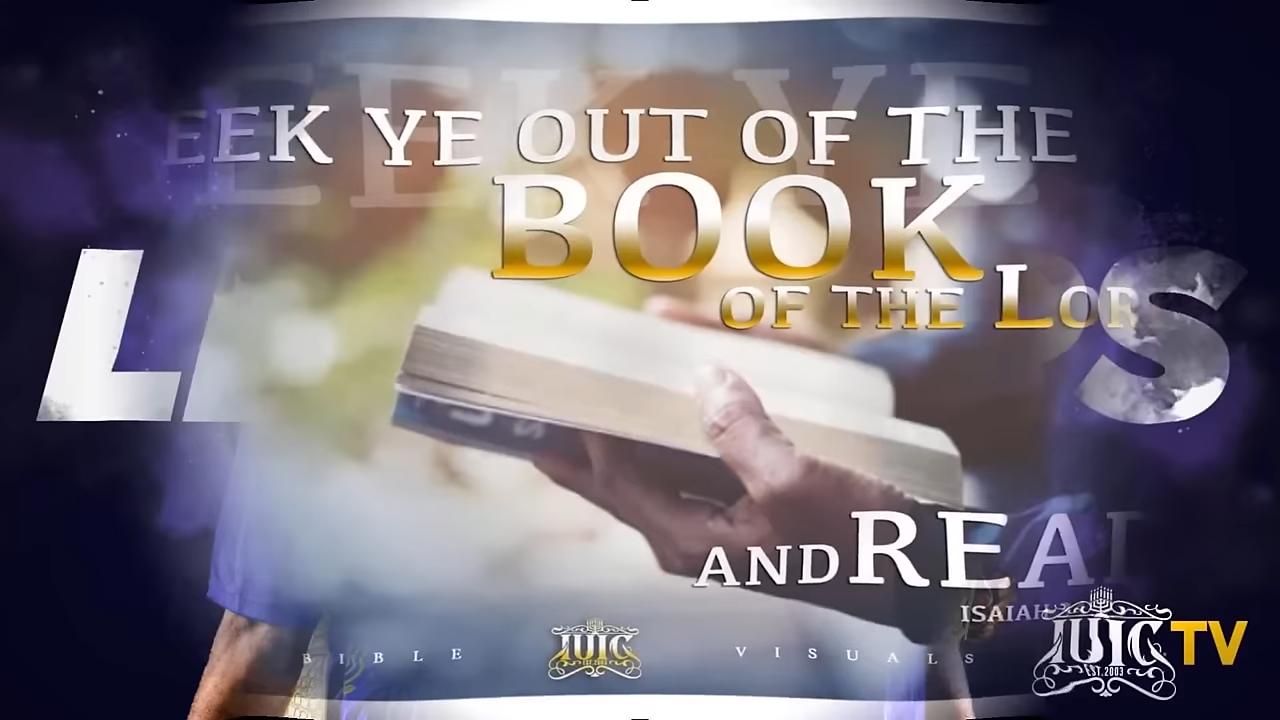 EEK YE OUT OF THE
BOOK
OF THE LOR
AND REA
ISAIAH
BIBLE IUIC VISUALS
IUIC TV
EST. 2003